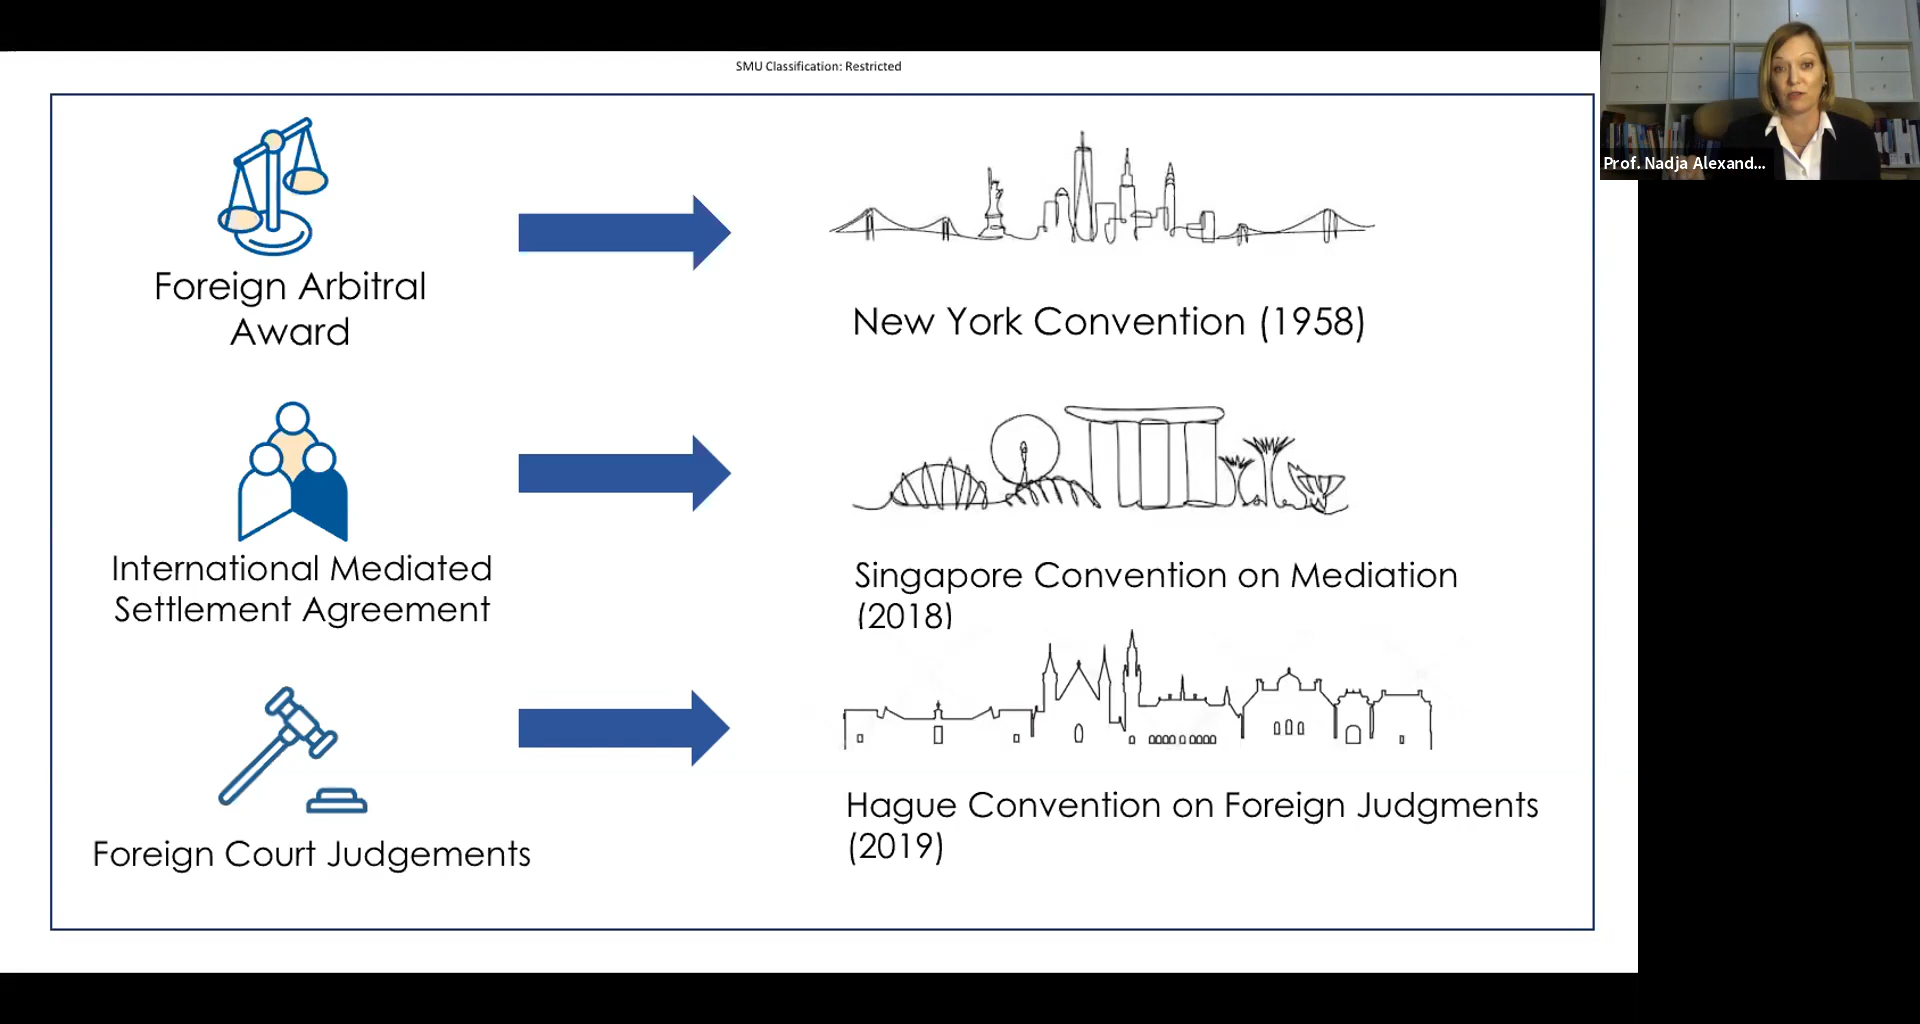 SMU Classification: Restricted
Prof. Nadja Alexand...
Foreign Arbitral
Award
New York Convention (1958)
International Mediated
Settlement Agreement
Singapore Convention on Mediation
(2018)
Foreign Court Judgements
Hague Convention on Foreign Judgments
(2019)